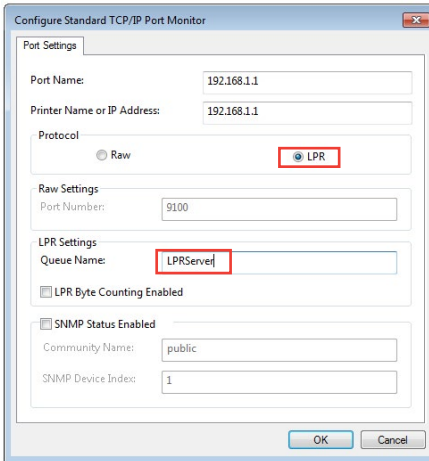 Configure Standard TCP/IP Port Monitor
Port Settings
Port Name: 192.168.1.1
Printer Name or IP Address: 192.168.1.1
Protocol
Raw LPR
Raw Settings
Port Number: 9100
LPR Settings
Queue Name: LPRServer
LPR Byte Counting Enabled
SNMP Status Enabled
Community Name: public
SNMP Device Index: 1
OK Cancel